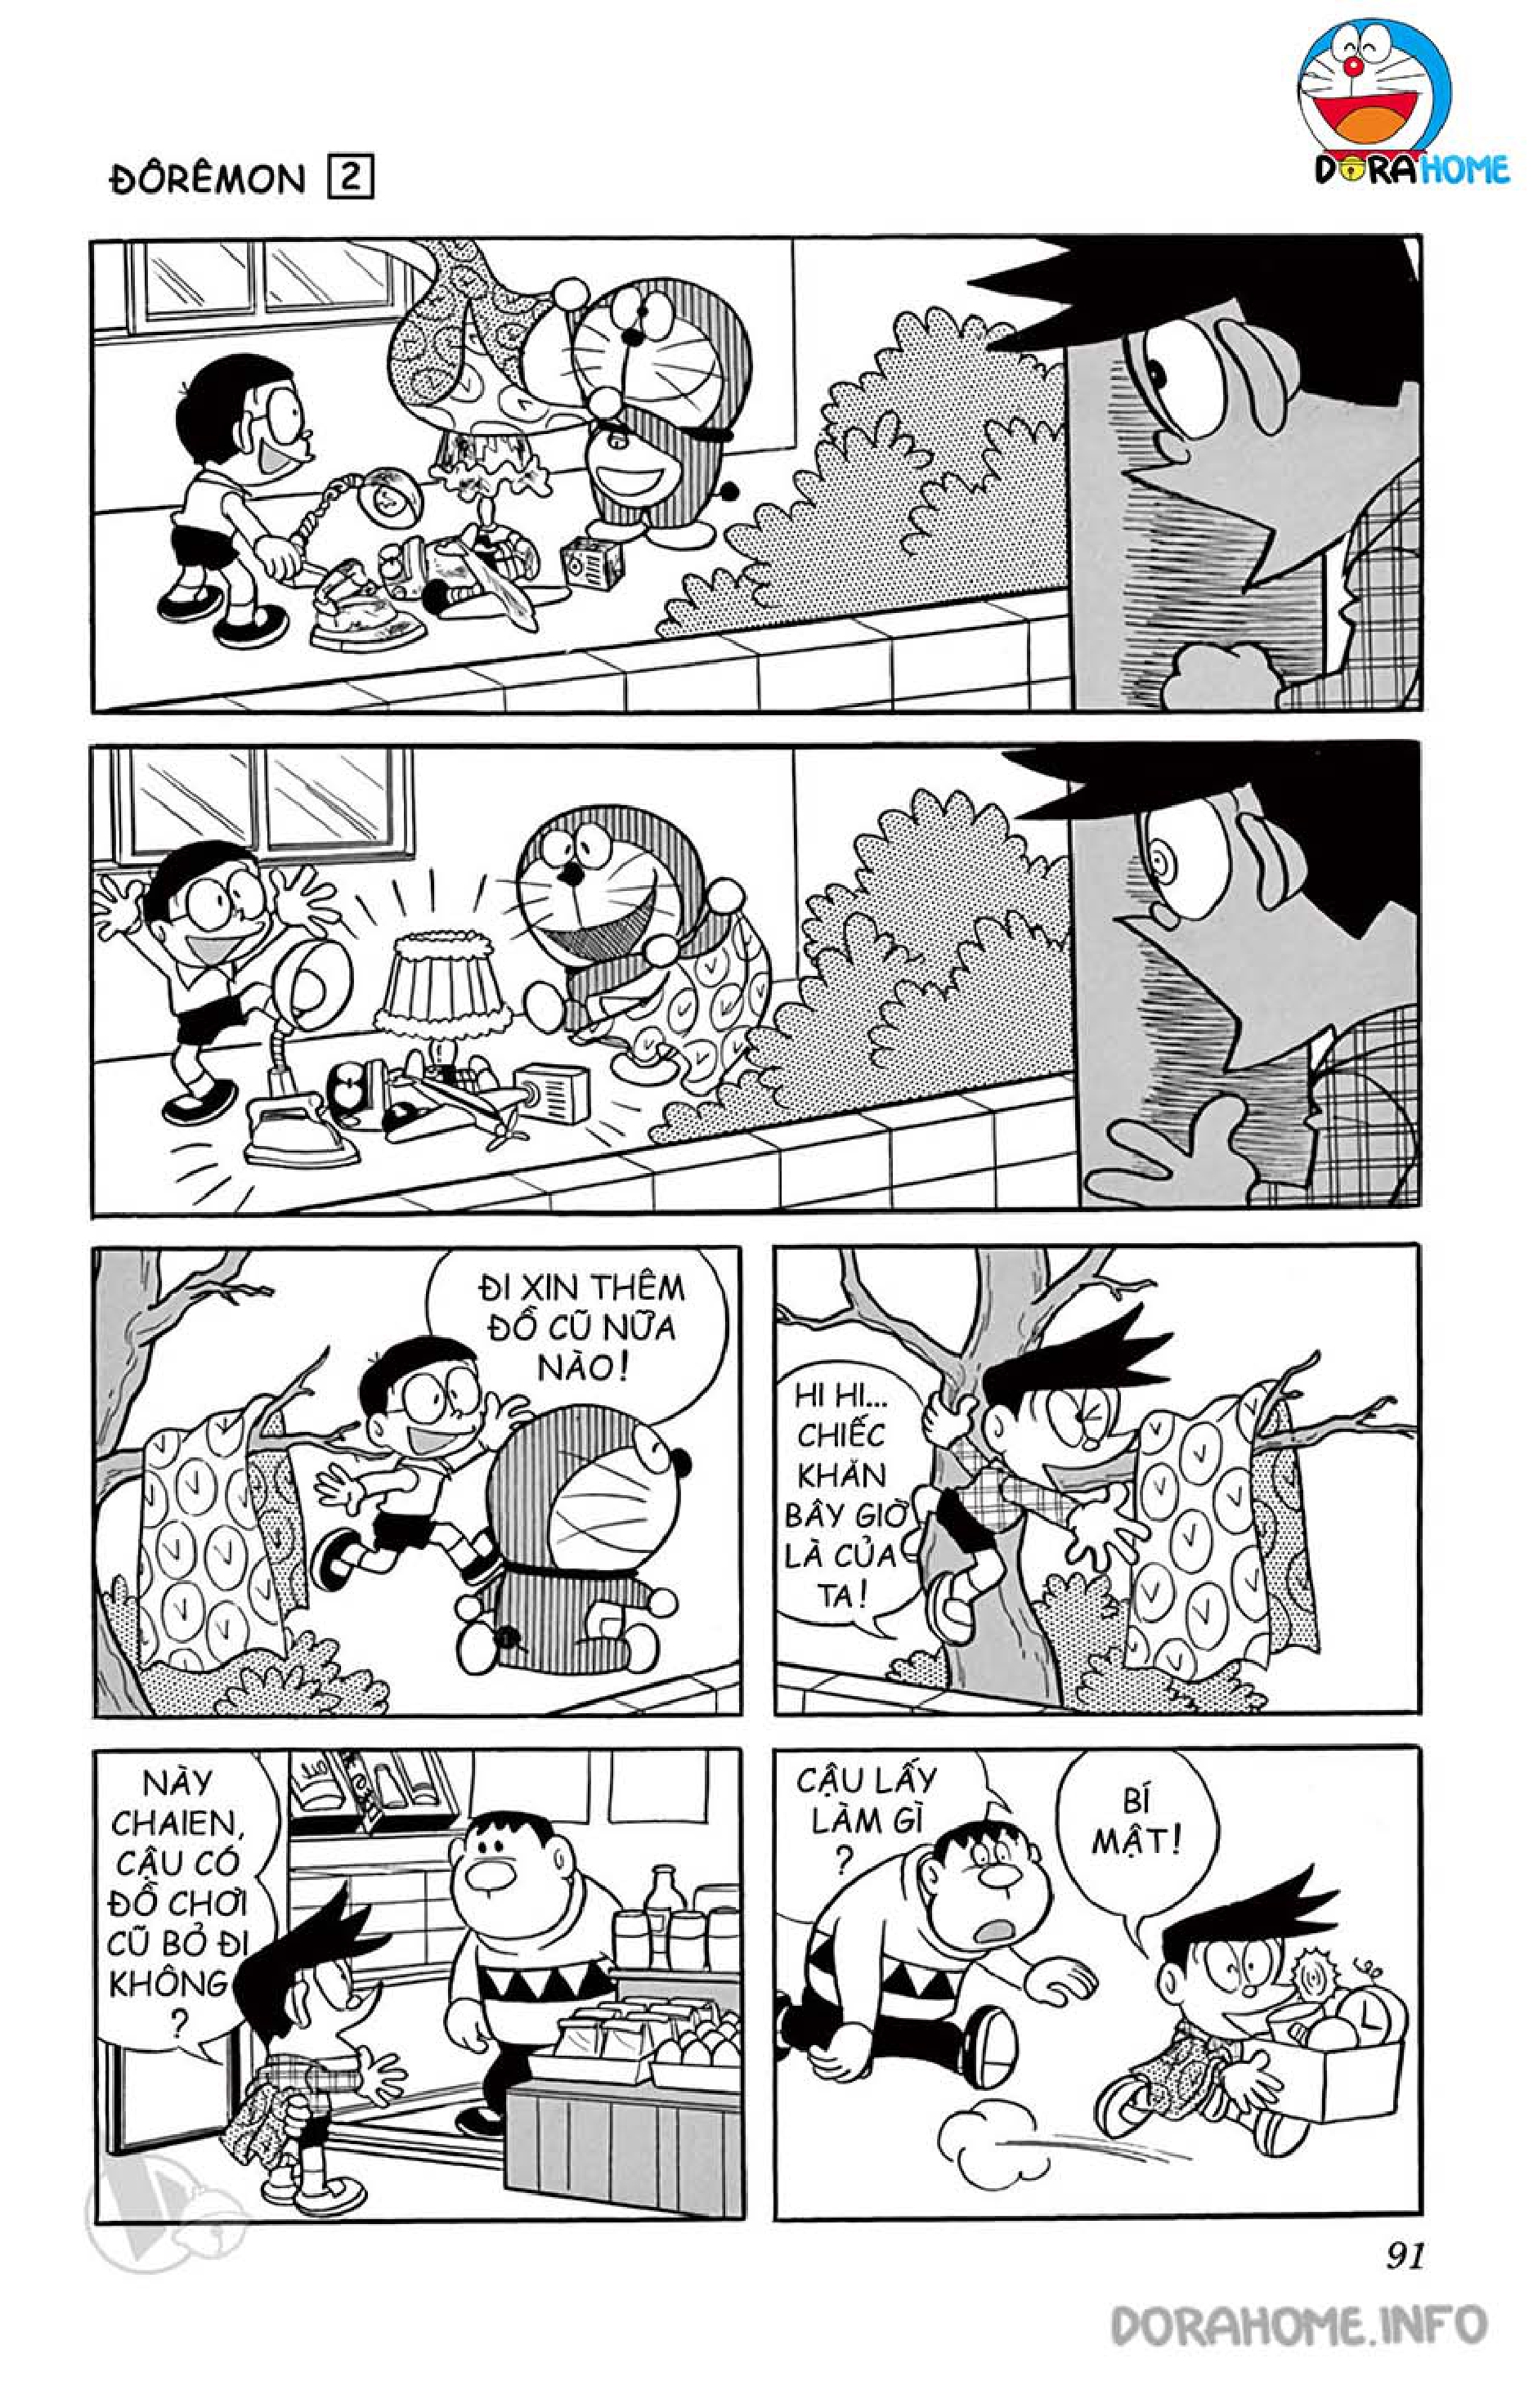 DORAHOME
ĐÔRÊMON 2
ĐI XIN THÊM
ĐỒ CŨ NỮA
NÀO!
HI HI...
CHIẾC
KHĂN
BÂY GIỜ
LÀ CỦA
TA!
NÀY
CHAIEN,
CẬU CÓ
ĐỒ CHƠI
CŨ BỎ ĐI
KHÔNG
?
CẬU LẤY
LÀM GÌ
?
BÍ
MẬT!
91
DORAHOME.INFO